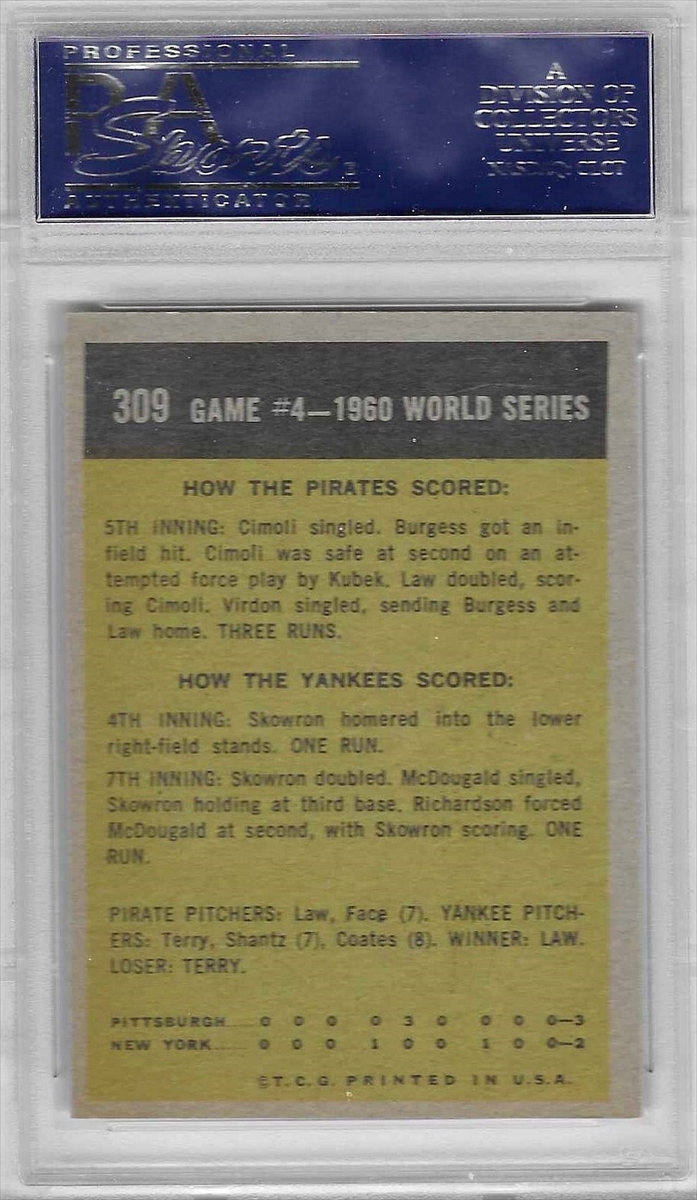 PROFESSIONAL
PSA
Sports
AUTHENTICATOR
A
DIVISION OF
COLLECTORS
UNIVERSE
NASDAQ: CLCT
309 GAME #4—1960 WORLD SERIES
HOW THE PIRATES SCORED:
5TH INNING: Cimoli singled. Burgess got an in-
field hit. Cimoli was safe at second on an at-
tempted force play by Kubek. Law doubled, scor-
ing Cimoli. Virdon singled, sending Burgess and
Law home. THREE RUNS.
HOW THE YANKEES SCORED:
4TH INNING: Skowron homered into the lower
right-field stands. ONE RUN.
7TH INNING: Skowron doubled. McDougald singled,
Skowron holding at third base. Richardson forced
McDougald at second, with Skowron scoring. ONE
RUN.
PIRATE PITCHERS: Law, Face (7). YANKEE PITCH-
ERS: Terry, Shantz (7), Coates (8). WINNER: LAW.
LOSER: TERRY.
PITTSBURGH..... 0 0 0 0 3 0 0 0 0—3
NEW YORK...... 0 0 0 1 0 0 1 0 0—2
©T.C.G. PRINTED IN U.S.A.